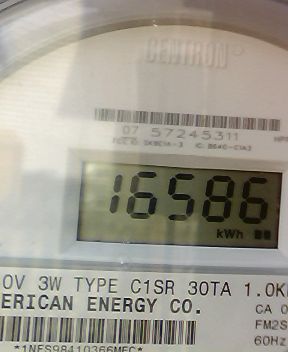 CENTRON
07 57245311
16586
kWh
0V 3W TYPE C1SR 30TA 1.0K
ERICAN ENERGY CO.
CA 0
FM2S
60Hz
*1NFS98410366MFC*